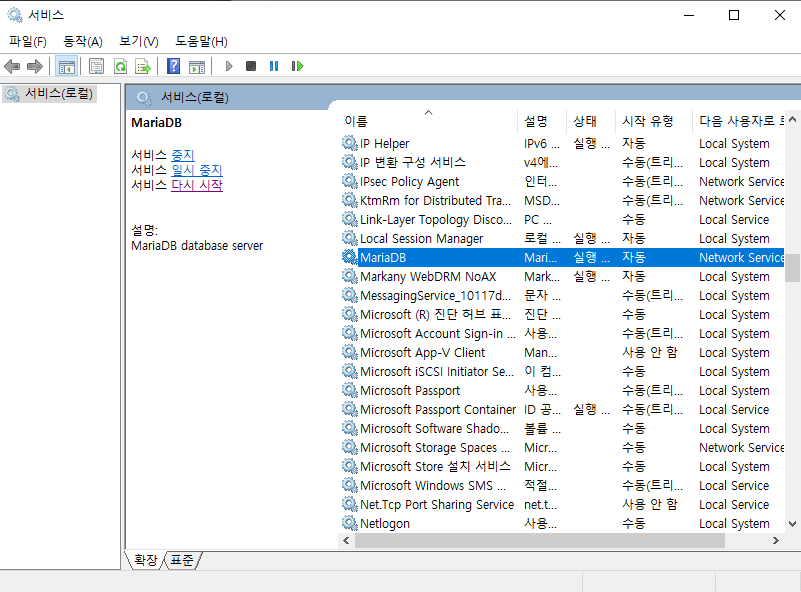 서비스
파일(F) 동작(A) 보기(V) 도움말(H)
서비스(로컬)
서비스(로컬)
MariaDB
서비스 중지
서비스 일시 중지
서비스 다시 시작
설명:
MariaDB database server
이름 설명 상태 시작 유형 다음 사용자로
IP Helper IPv6 ... 실행 ... 자동 Local System
IP 변환 구성 서비스 v4에... 수동(트리... Local System
IPsec Policy Agent 인터... 수동(트리... Network Service
KtmRm for Distributed Tra... MSD... 수동(트리... Network Service
Link-Layer Topology Disco... PC ... 수동 Local Service
Local Session Manager 로컬 ... 실행 ... 자동 Local System
MariaDB Mari... 실행 ... 자동 Network Service
Markany WebDRM NoAX Mark... 실행 ... 자동 Local System
MessagingService_10117d... 문자 ... 수동(트리... Local System
Microsoft (R) 진단 허브 표... 진단 ... 수동 Local System
Microsoft Account Sign-in ... 사용... 수동(트리... Local System
Microsoft App-V Client Man... 사용 안 함 Local System
Microsoft iSCSI Initiator Se... 이 컴... 수동 Local System
Microsoft Passport 사용... 수동(트리... Local System
Microsoft Passport Container ID 공... 실행 ... 수동(트리... Local Service
Microsoft Software Shado... 볼륨 ... 수동 Local System
Microsoft Storage Spaces ... Micr... 수동 Network Service
Microsoft Store 설치 서비스 Micr... 수동 Local System
Microsoft Windows SMS ... 적절... 수동(트리... Local Service
Net.Tcp Port Sharing Service net.t... 사용 안 함 Local Service
Netlogon 사용... 수동 Local System
확장 표준